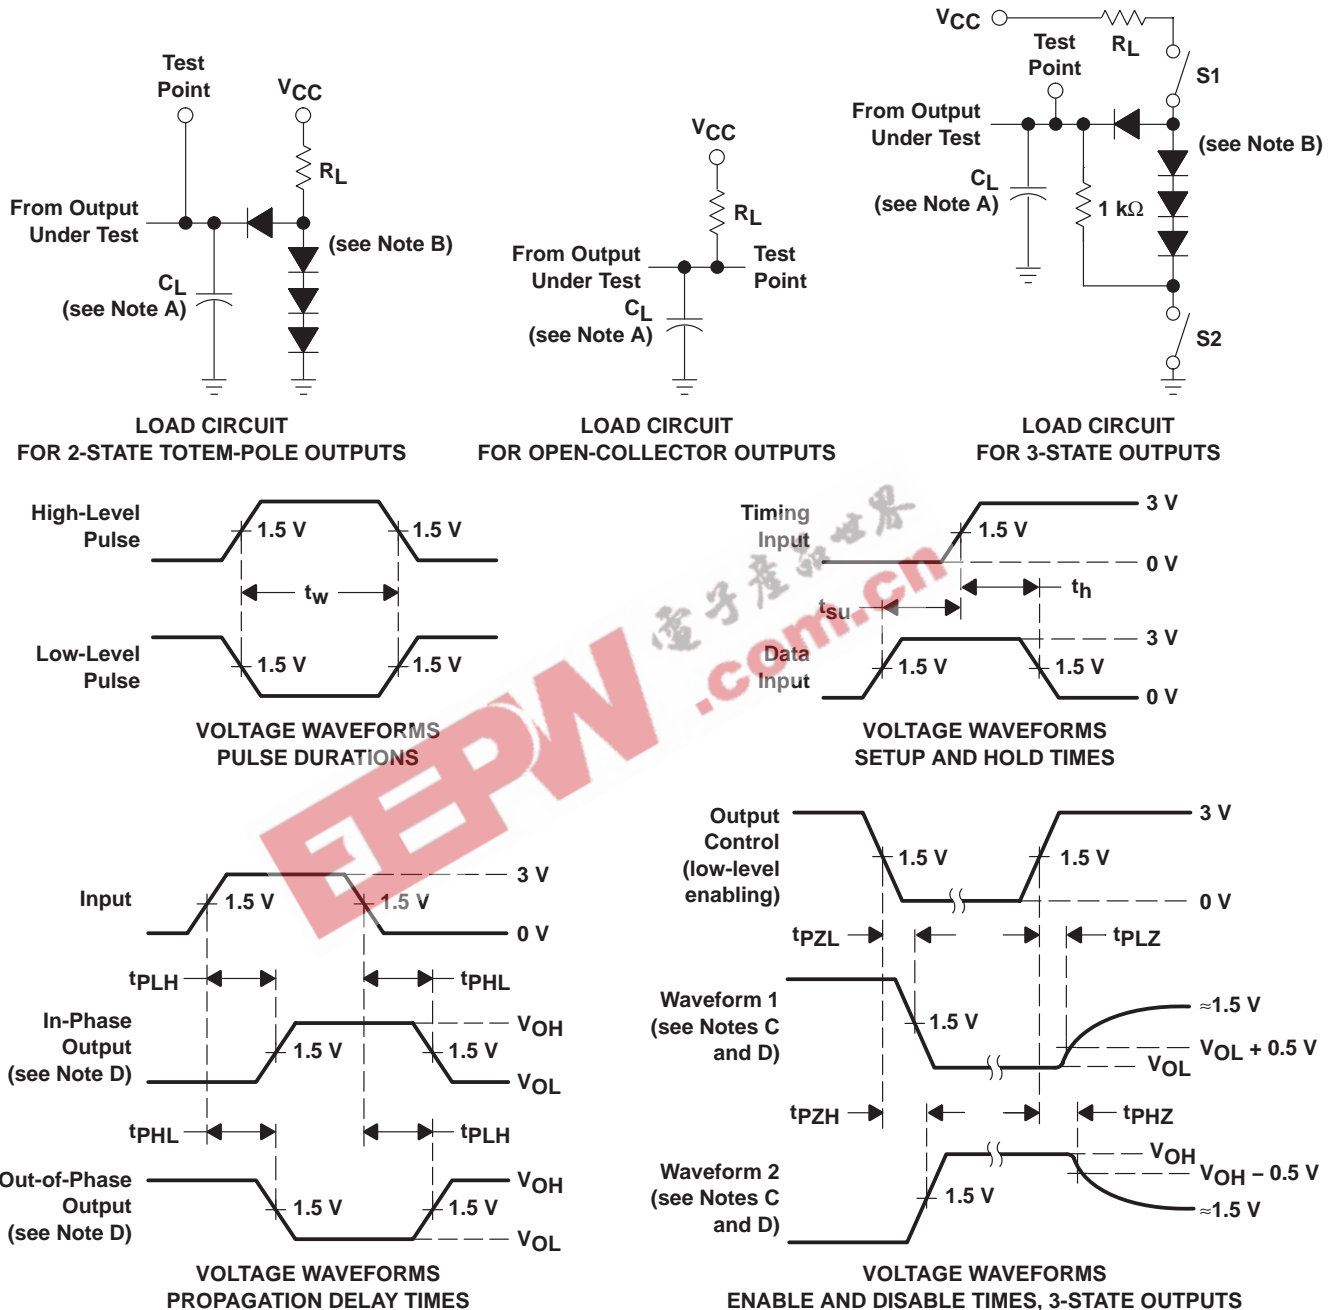 Test
Point
VCC
RL
From Output
Under Test
(see Note B)
CL
(see Note A)
LOAD CIRCUIT
FOR 2-STATE TOTEM-POLE OUTPUTS
VCC
RL
From Output
Under Test
Test
Point
CL
(see Note A)
LOAD CIRCUIT
FOR OPEN-COLLECTOR OUTPUTS
VCC
RL
Test
Point
S1
From Output
Under Test
(see Note B)
CL
(see Note A)
1 kΩ
S2
LOAD CIRCUIT
FOR 3-STATE OUTPUTS
High-Level
Pulse
1.5 V
1.5 V
tw
Low-Level
Pulse
1.5 V
1.5 V
VOLTAGE WAVEFORMS
PULSE DURATIONS
Timing
Input
1.5 V
3 V
0 V
th
tsu
Data
Input
1.5 V
1.5 V
3 V
0 V
VOLTAGE WAVEFORMS
SETUP AND HOLD TIMES
電子產品世界
.com.cn
EEPW
Input
1.5 V
1.5 V
3 V
0 V
tPLH
tPHL
In-Phase
Output
(see Note D)
1.5 V
1.5 V
VOH
VOL
tPHL
tPLH
Out-of-Phase
Output
(see Note D)
1.5 V
1.5 V
VOH
VOL
VOLTAGE WAVEFORMS
PROPAGATION DELAY TIMES
Output
Control
(low-level
enabling)
1.5 V
1.5 V
3 V
0 V
tPZL
tPLZ
Waveform 1
(see Notes C
and D)
1.5 V
≈1.5 V
VOL + 0.5 V
VOL
tPZH
tPHZ
Waveform 2
(see Notes C
and D)
1.5 V
VOH
VOH – 0.5 V
≈1.5 V
VOLTAGE WAVEFORMS
ENABLE AND DISABLE TIMES, 3-STATE OUTPUTS